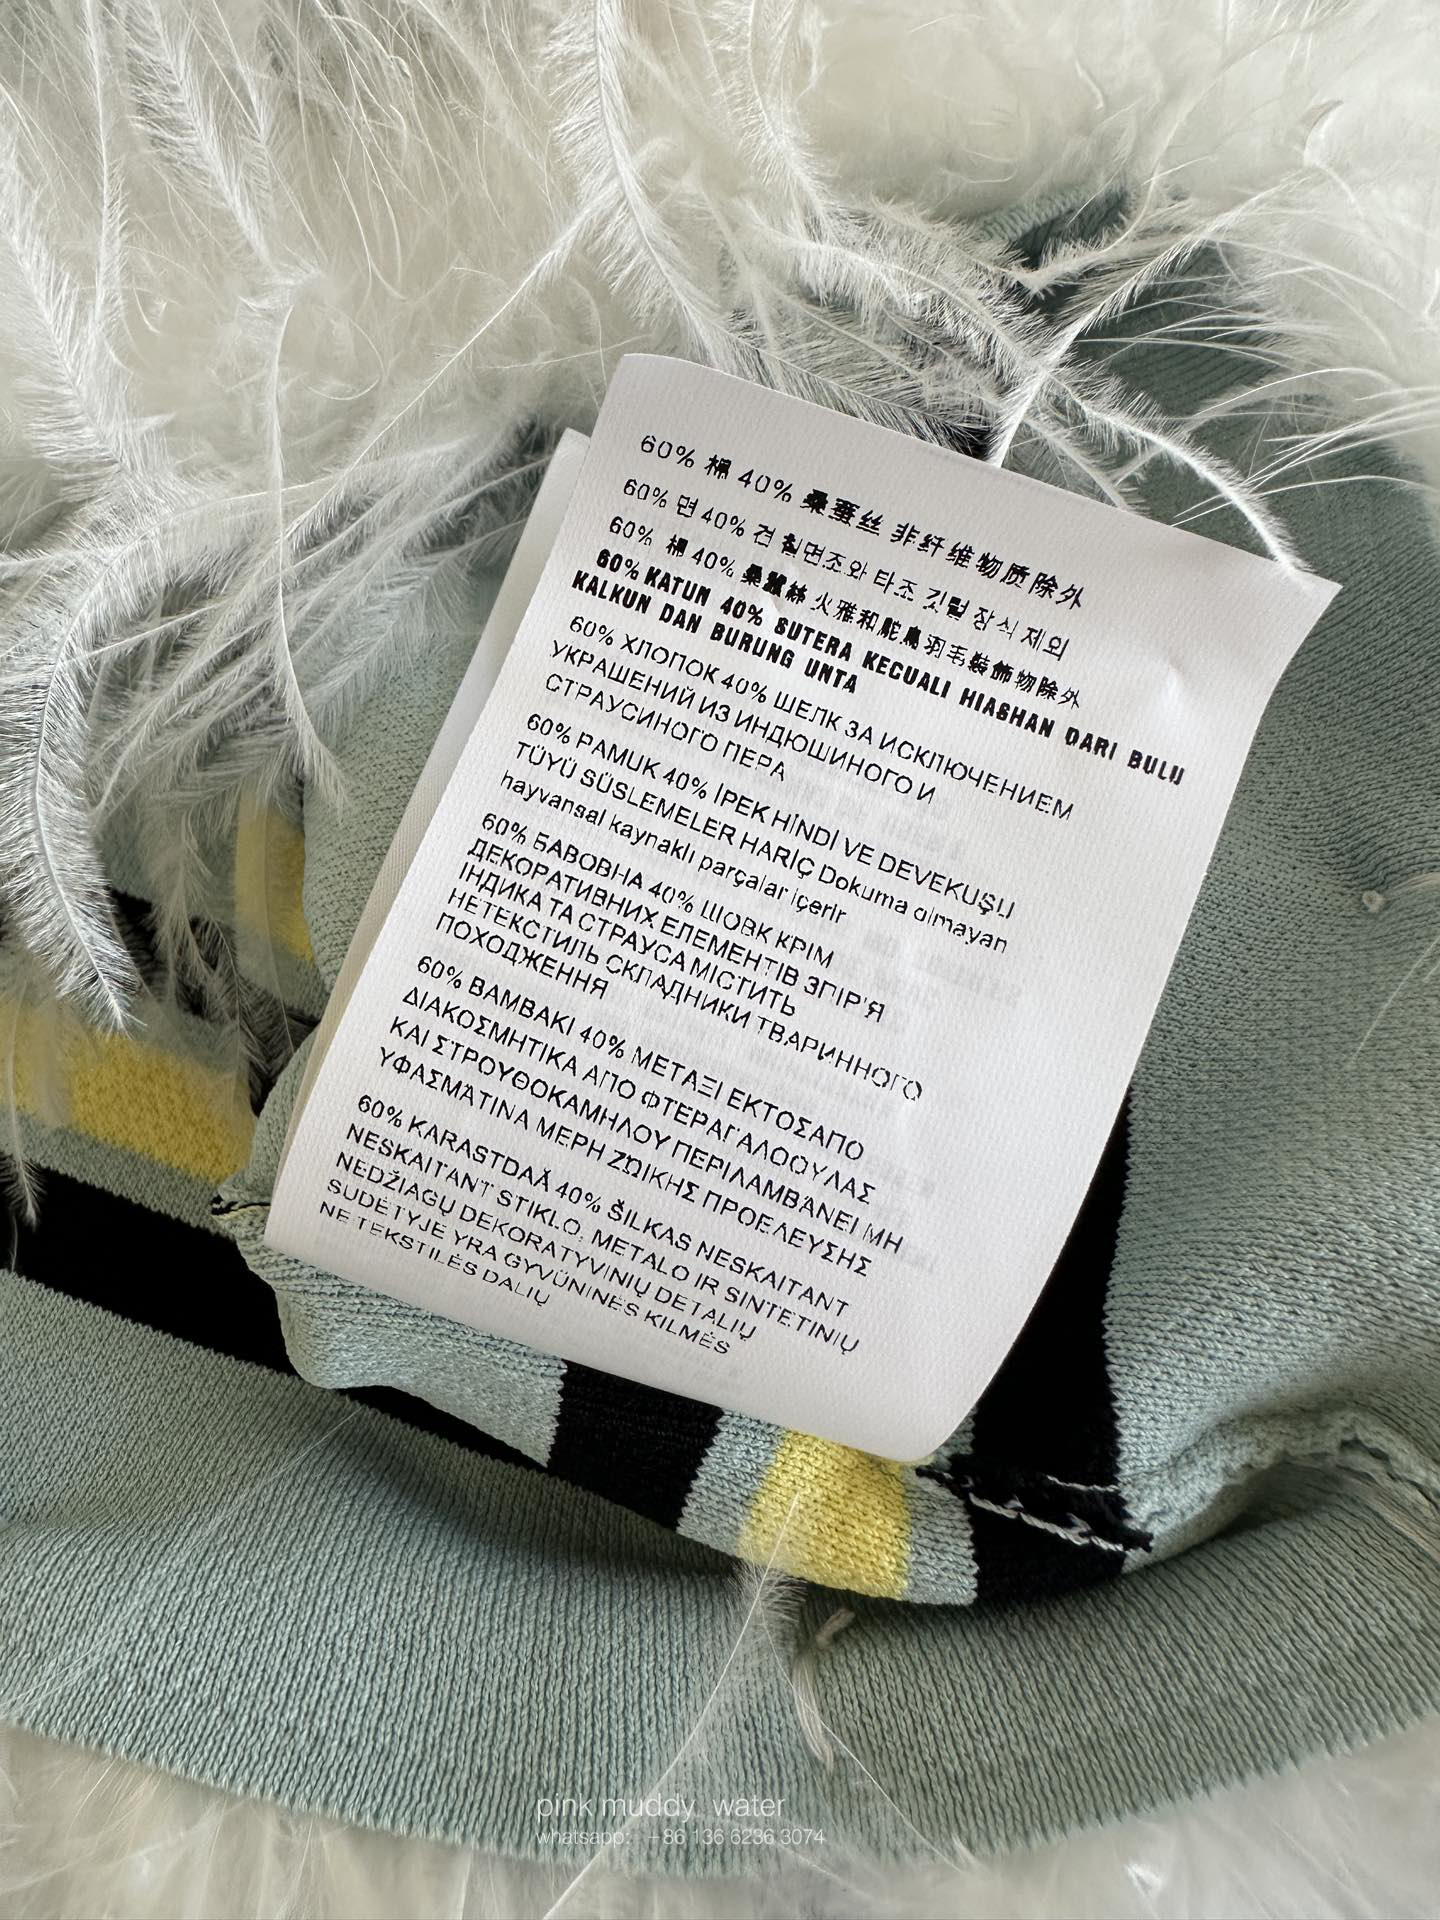 60% 棉 40% 桑蚕丝 非纤维物质除外
60% 면 40% 견 칠면조와 타조 깃털 장식 제외
60% 棉 40% 桑蠶絲 火雅和駝鳥羽毛裝飾物除外
60% KATUN 40% SUTERA KECUALI HIASHAN DARI BULU
KALKUN DAN BURUNG UNTA
60% ХЛОПОК 40% ШЕЛК ЗА ИСКЛЮЧЕНИЕМ
УКРАШЕНИЙ ИЗ ИНДЮШИНОГО И
СТРАУСИНОГО ПЕРА
60% PAMUK 40% İPEK HİNDİ VE DEVEKUŞU
TÜYÜ SÜSLEMELER HARİÇ Dokuma olmayan
hayvansal kaynaklı parçalar içerir
60% БАВОВНА 40% ШОВК КРІМ
ДЕКОРАТИВНИХ ЕЛЕМЕНТІВ З ПІР'Я
ІНДИКА ТА СТРАУСА МІСТИТЬ
НЕТЕКСТИЛЬ СКЛАДНИКИ ТВАРИННОГО
ПОХОДЖЕННЯ
60% ΒΑΜΒΑΚΙ 40% ΜΕΤΑΞΙ ΕΚΤΟΣ ΑΠΟ
ΔΙΑΚΟΣΜΗΤΙΚΑ ΑΠΟ ΦΤΕΡΑ ΓΑΛΟΟΥΛΑΣ
ΚΑΙ ΣΤΡΟΥΘΟΚΑΜΗΛΟΥ ΠΕΡΙΛΑΜΒΆΝΕΙ ΜΗ
ΥΦΑΣΜΆΤΙΝΑ ΜΕΡΗ ΖΩΙΚΗΣ ΠΡΟΕΛΕΥΣΗΣ
60% KARASTDAÄ 40% ŠILKAS NESKAITANT
NESKAITANT STIKLO, METALO IR SINTETINIŲ
NEDŽIAGŲ DEKORATYVINIŲ DETALIŲ
SUDĖTYJE YRA GYVŪNINĖS KILMĖS
NE TEKSTILĖS DALIŲ
pink muddy water
whatsapp: +86 136 6236 3074